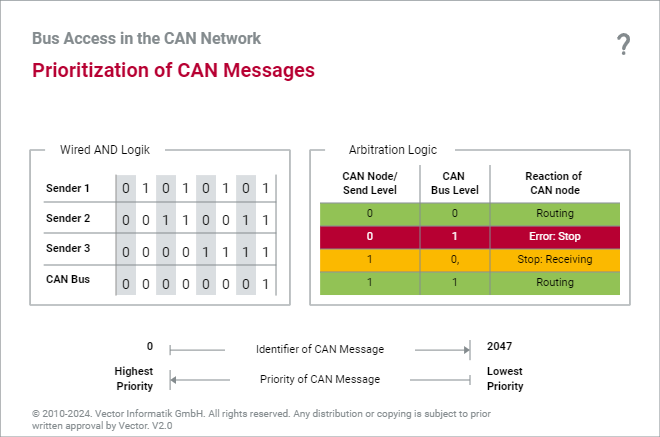 Bus Access in the CAN Network
?
Prioritization of CAN Messages
Wired AND Logik
Sender 1 0 1 0 1 0 1 0 1
Sender 2 0 0 1 1 0 0 1 1
Sender 3 0 0 0 0 1 1 1 1
CAN Bus 0 0 0 0 0 0 0 1
Arbitration Logic
CAN Node/ CAN Reaction of
Send Level Bus Level CAN node
0 0 Routing
0 1 Error: Stop
1 0, Stop: Receiving
1 1 Routing
0 Identifier of CAN Message 2047
Highest Priority of CAN Message Lowest
Priority Priority
© 2010-2024. Vector Informatik GmbH. All rights reserved. Any distribution or copying is subject to prior
written approval by Vector. V2.0